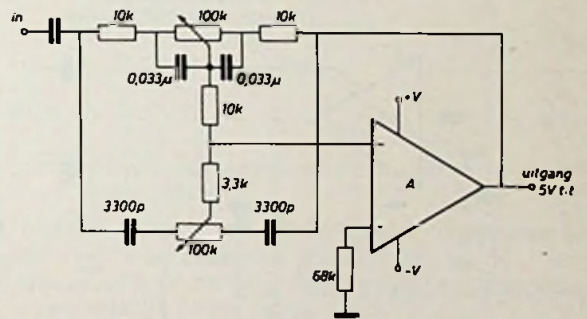 in
10k
100k
10k
0,033µ
0,033µ
10k
3,3k
3300p
3300p
100k
68k
+V
-
A
-
-V
uitgang
5V t.t